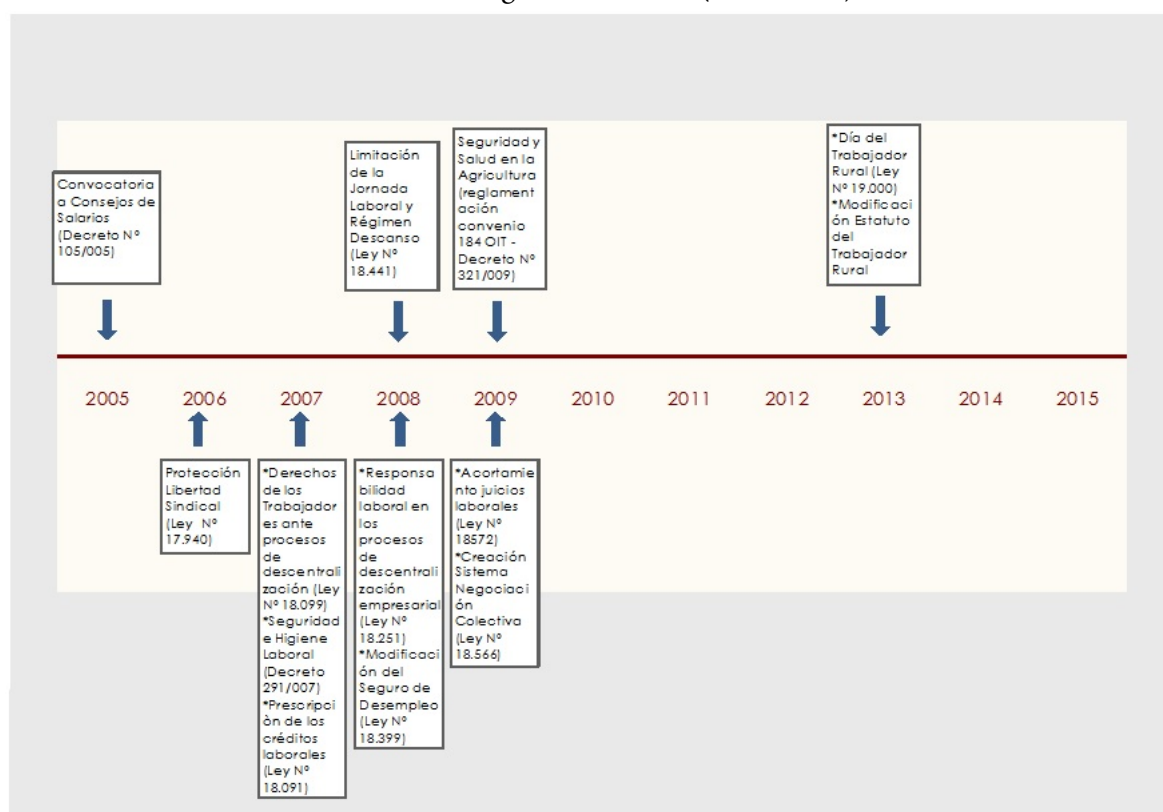 Convocatoria
a Consejos de
Salarios
(Decreto Nº
105/005)
Limitación
de la
Jornada
Laboral y
Régimen
Descanso
(Ley Nº
18.441)
Seguridad y
Salud en la
Agricultura
(reglament
ación
convenio
184 OIT -
Decreto Nº
321/009)
*Día del
Trabajador
Rural (Ley
Nº 19.000)
*Modificaci
ón Estatuto
del
Trabajador
Rural
2005 2006 2007 2008 2009 2010 2011 2012 2013 2014 2015
Protección
Libertad
Sindical
(Ley Nº
17.940)
*Derechos
de los
Trabajador
es ante
procesos
de
descentrali
zación (Ley
Nº 18.099)
*Seguridad
e Higiene
Laboral
(Decreto
291/007)
*Prescripci
òn de los
créditos
laborales
(Ley Nº
18.091)
*Responsa
bilidad
laboral en
los
procesos
de
descentrali
zación
empresarial
(Ley Nº
18.251)
*Modificaci
ón del
Seguro de
Desempleo
(Ley Nº
18.399)
*Acortamie
nto juicios
laborales
(Ley Nº
18572)
*Creación
Sistema
Negociaci
ón
Colectiva
(Ley Nº
18.566)